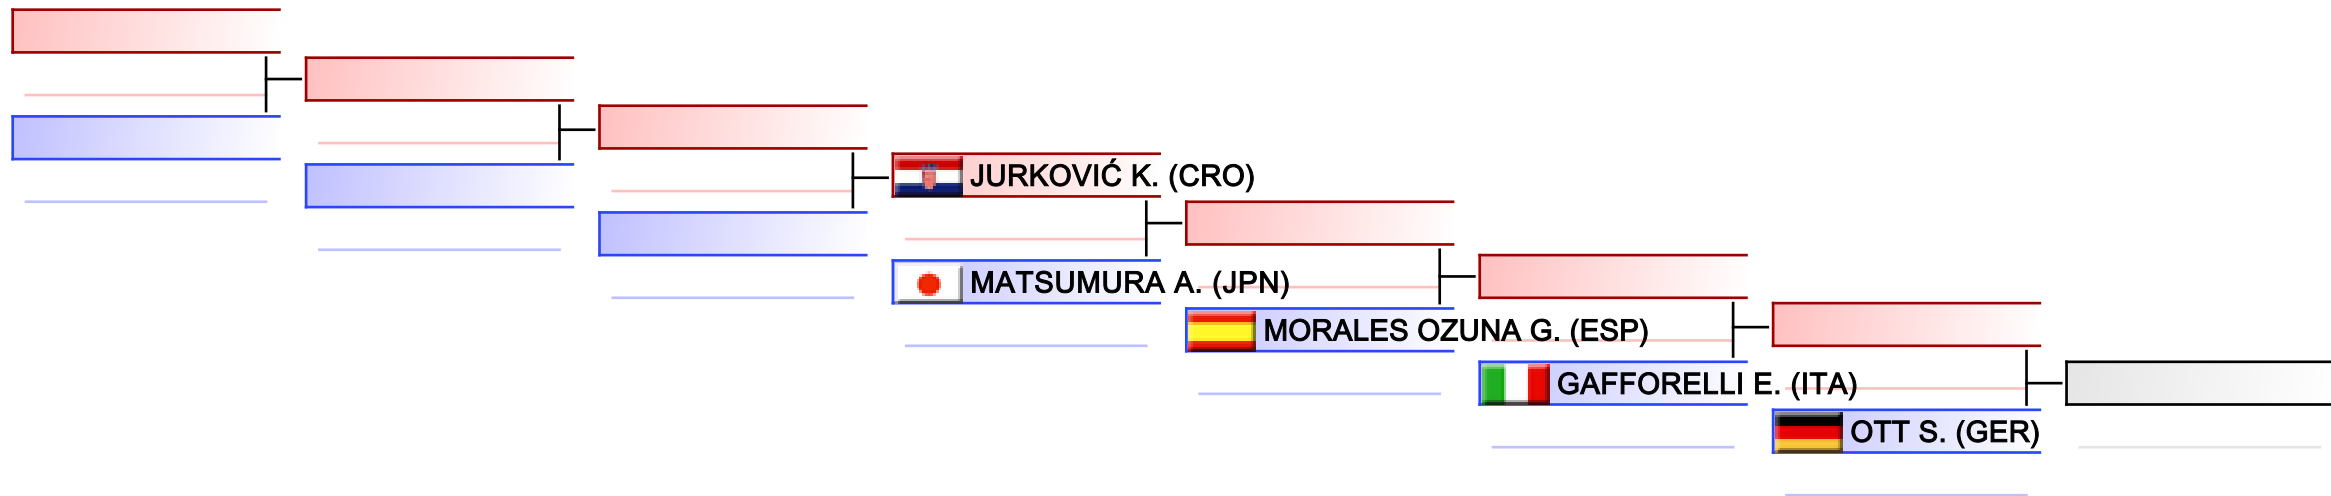 JURKOVIĆ K. (CRO)
MATSUMURA A. (JPN)
MORALES OZUNA G. (ESP)
GAFFORELLI E. (ITA)
OTT S. (GER)